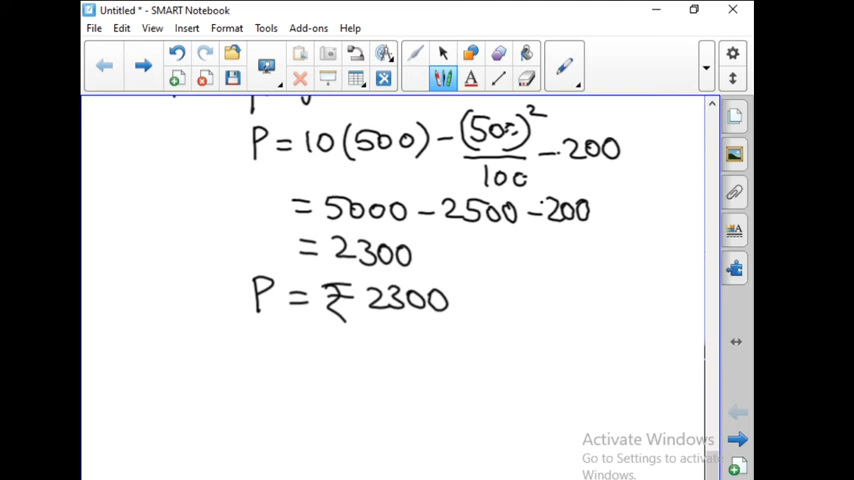 Untitled * - SMART Notebook
File Edit View Insert Format Tools Add-ons Help
P = 10(500) - (500)²/100 - 200
= 5000 - 2500 - 200
= 2300
P = ₹ 2300
Activate Windows
Go to Settings to activate
Windows.